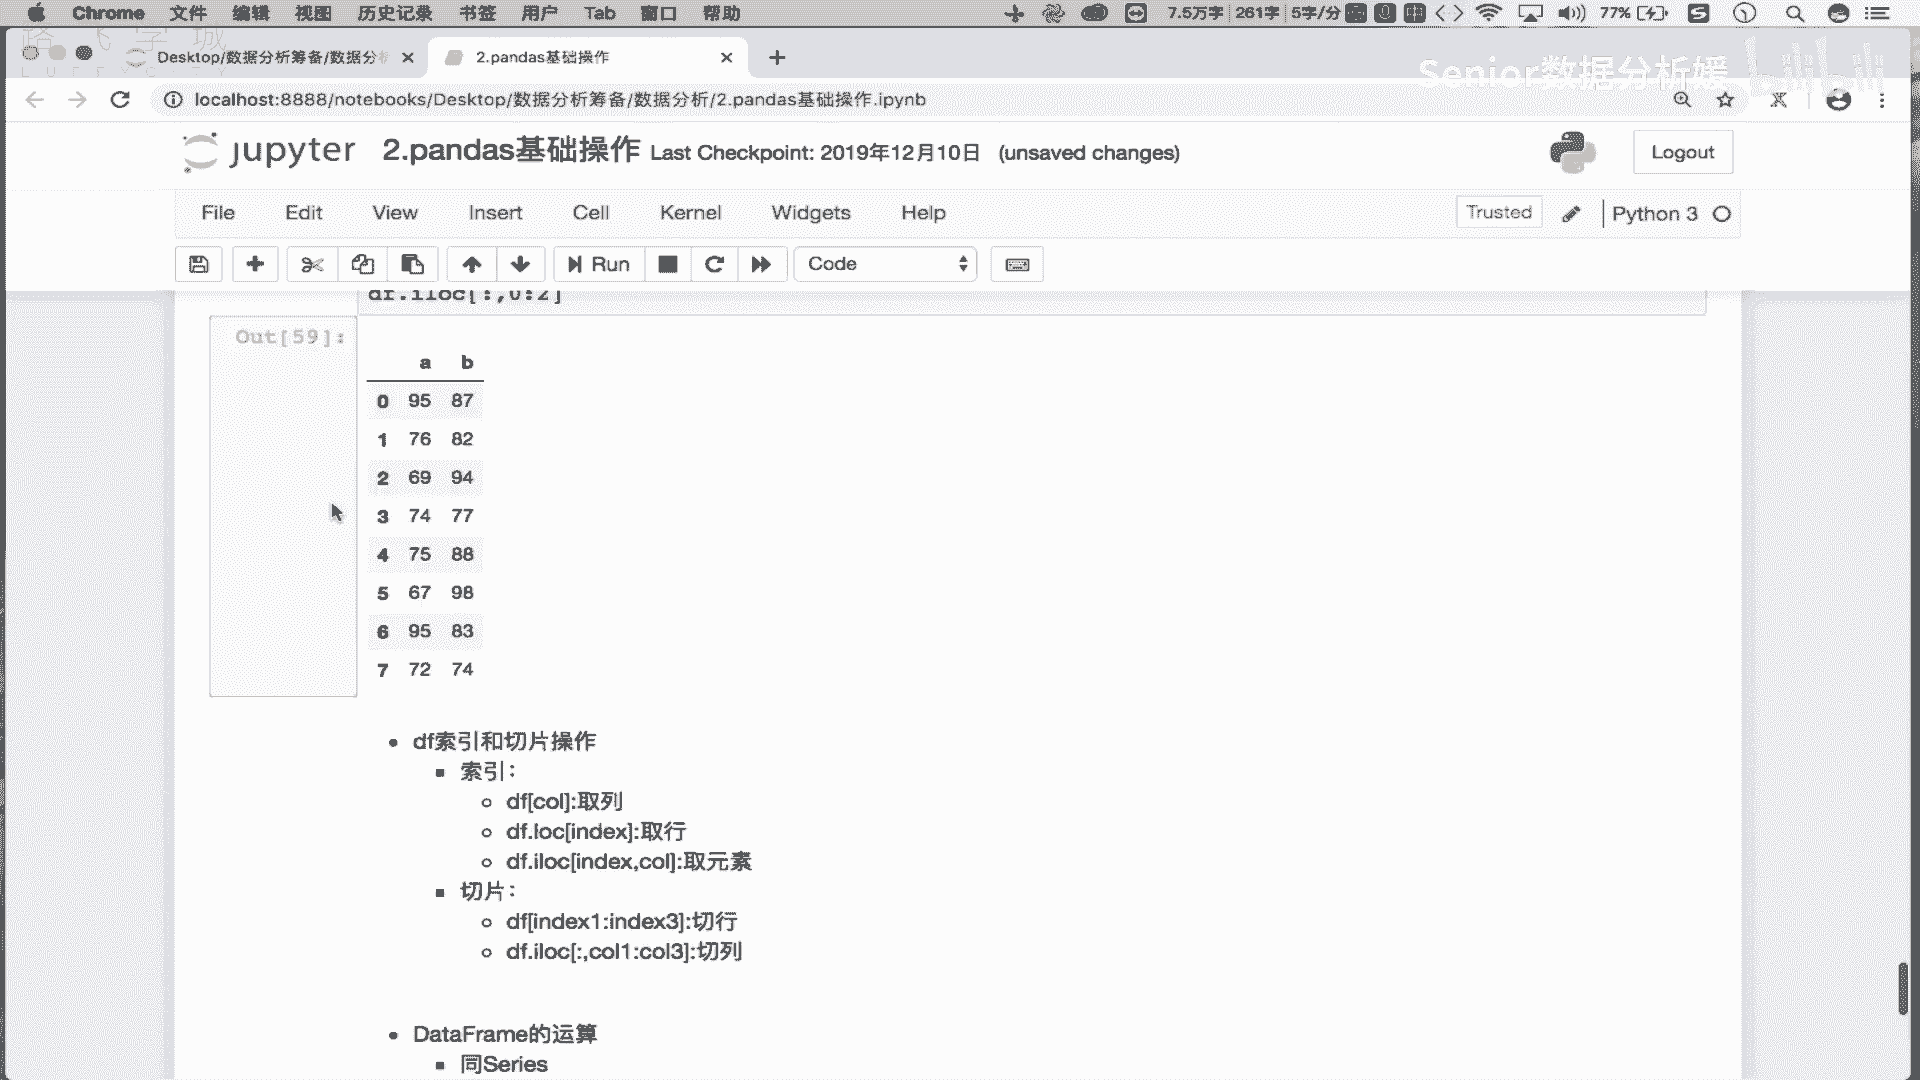 Chrome 文件 编辑 视图 历史记录 书签 用户 Tab 窗口 帮助 7.5万字 261字 5字/分 77%
Desktop/数据分析筹备/数据分析
2.pandas基础操作
Senior数据分析媛
localhost:8888/notebooks/Desktop/数据分析筹备/数据分析/2.pandas基础操作.ipynb
jupyter 2.pandas基础操作 Last Checkpoint: 2019年12月10日 (unsaved changes)
Logout
File Edit View Insert Cell Kernel Widgets Help
Trusted Python 3
Run Code
df.iloc[:,0:2]
Out[59]:
a b
0 95 87
1 76 82
2 69 94
3 74 77
4 75 88
5 67 98
6 95 83
7 72 74
df索引和切片操作
索引:
df[col]:取列
df.loc[index]:取行
df.iloc[index,col]:取元素
切片:
df[index1:index3]:切行
df.iloc[:,col1:col3]:切列
DataFrame的运算
同Series